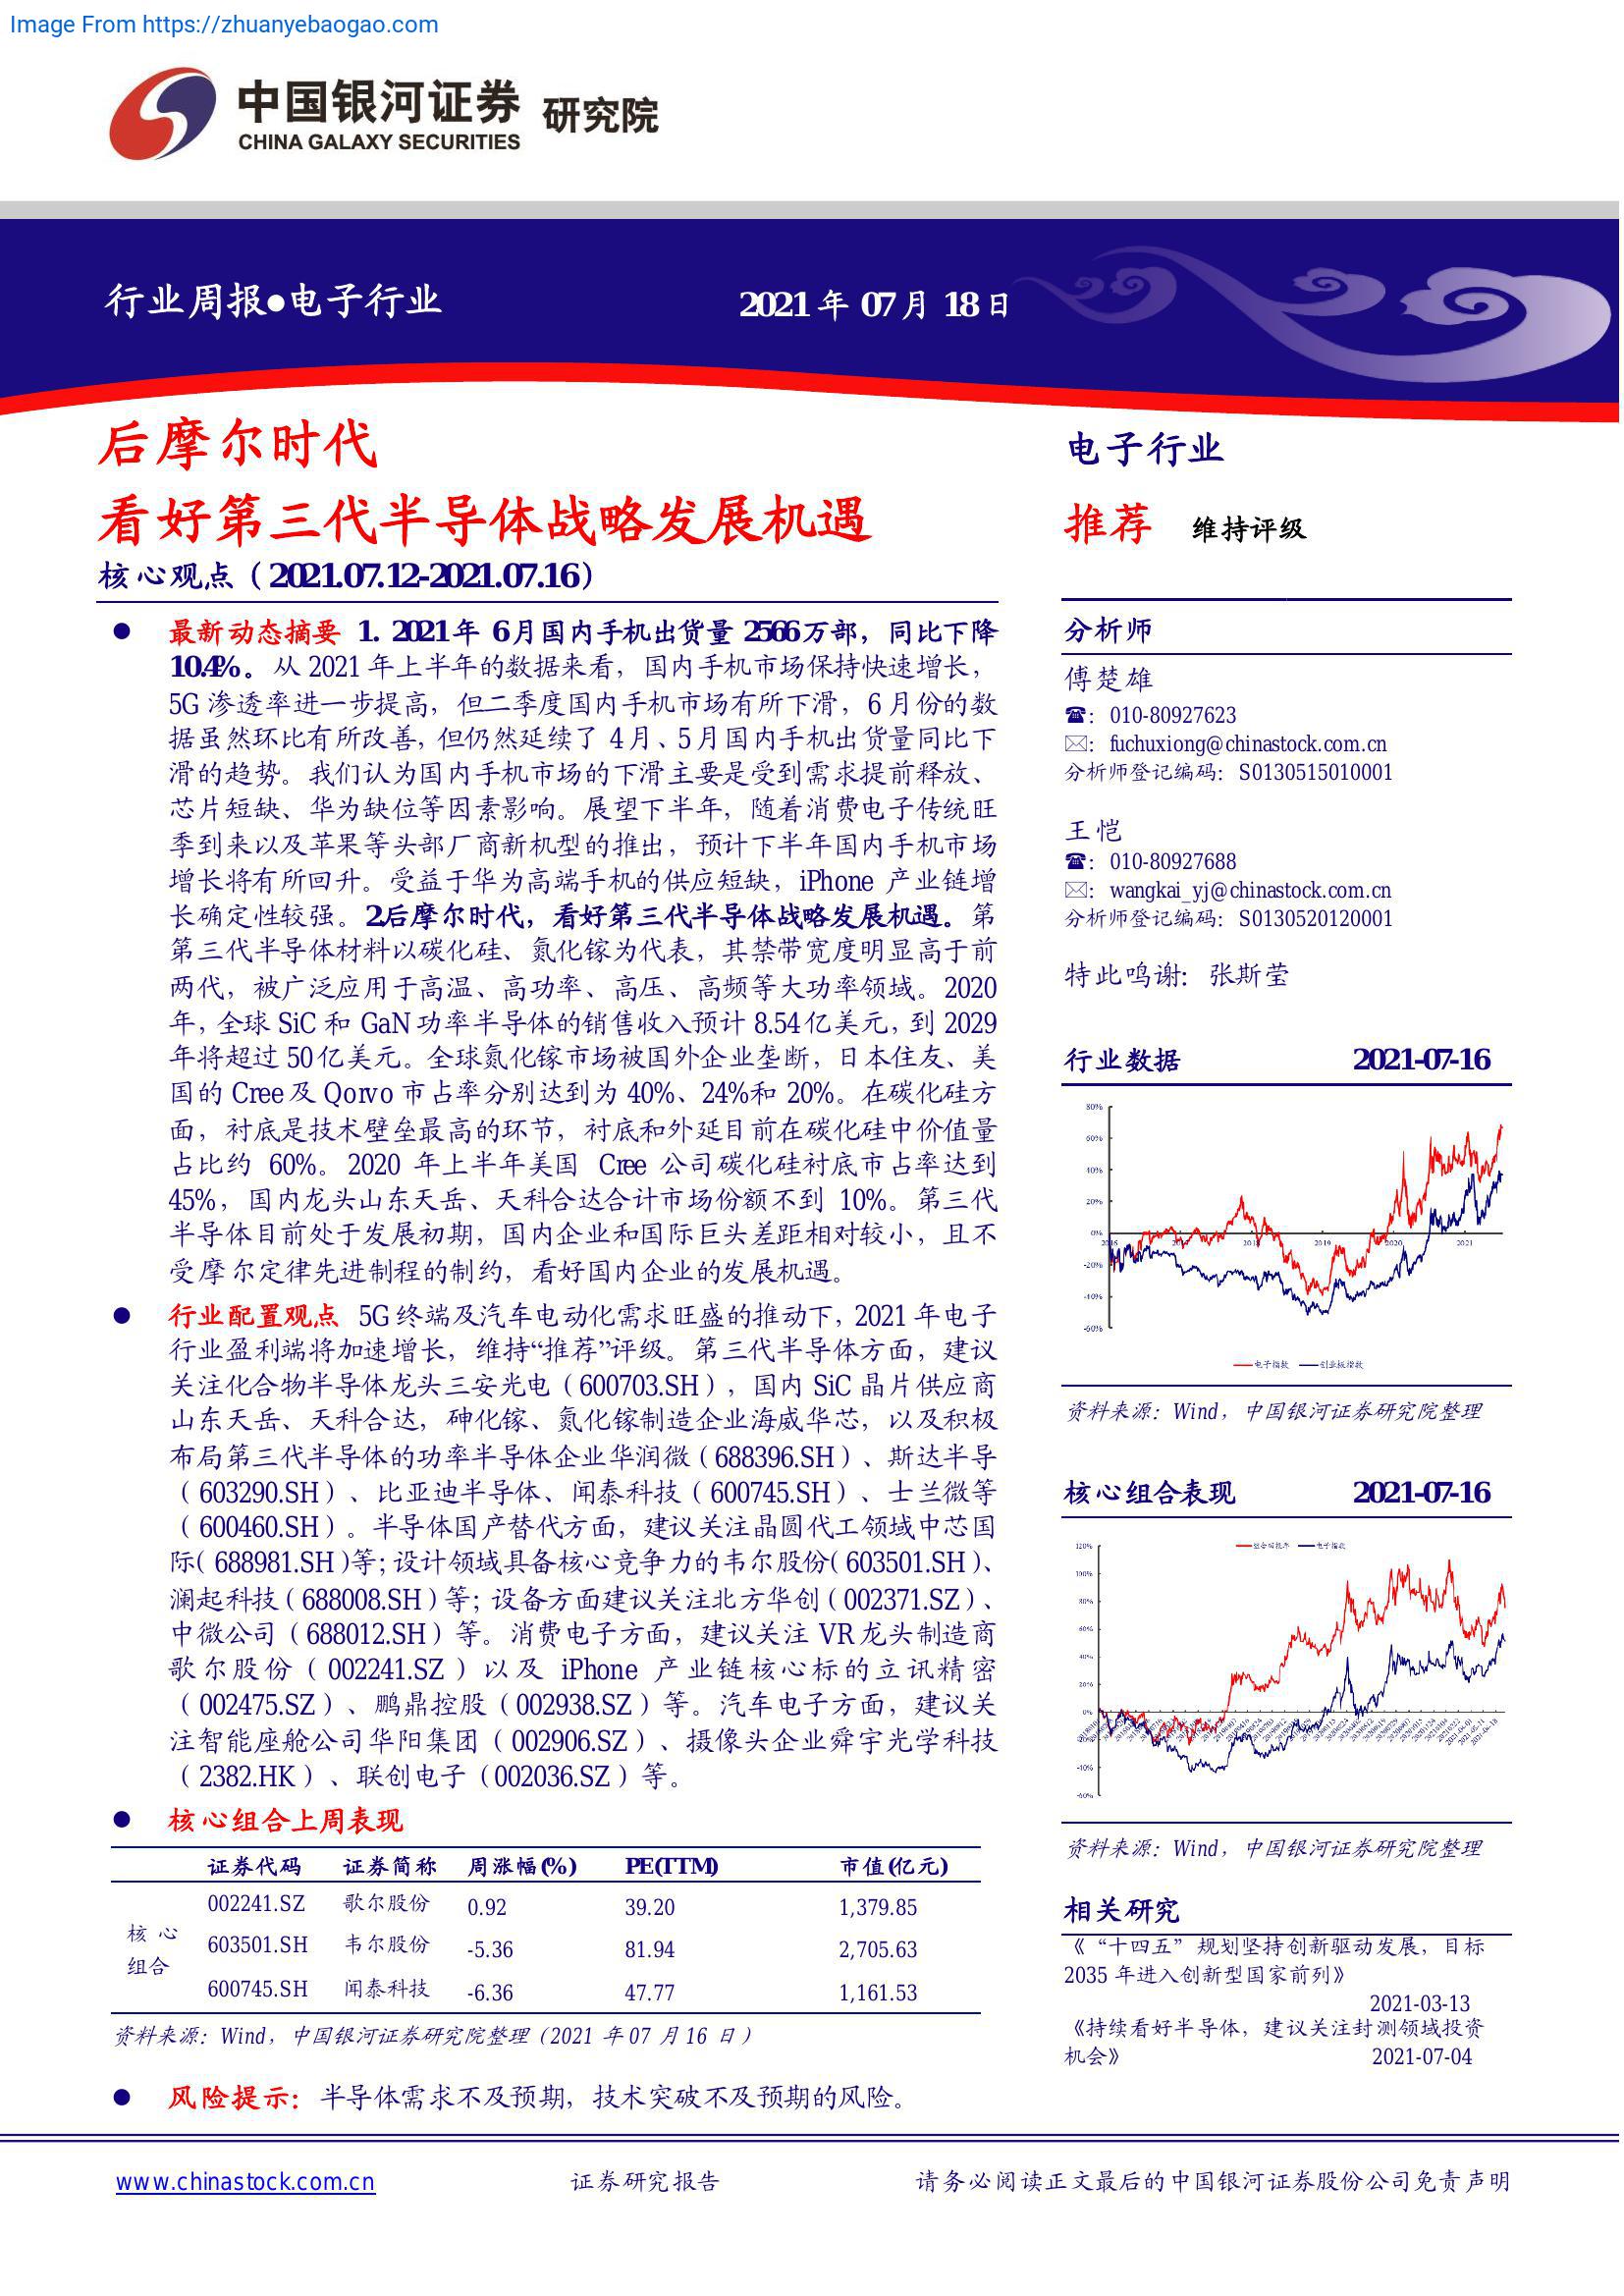 Image From https://zhuanyebaogao.com
中国银河证券 研究院
CHINA GALAXY SECURITIES
行业周报●电子行业
2021年 07月 18日
后摩尔时代
看好第三代半导体战略发展机遇
核心观点（2021.07.12-2021.07.16）
● 最新动态摘要 1. 2021年 6月国内手机出货量 2566万部，同比下降
10.4%。从 2021 年上半年的数据来看，国内手机市场保持快速增长，
5G 渗透率进一步提高，但二季度国内手机市场有所下滑，6 月份的数
据虽然环比有所改善，但仍然延续了 4月、5月国内手机出货量同比下
滑的趋势。我们认为国内手机市场的下滑主要是受到需求提前释放、
芯片短缺、华为缺位等因素影响。展望下半年，随着消费电子传统旺
季到来以及苹果等头部厂商新机型的推出，预计下半年国内手机市场
增长将有所回升。受益于华为高端手机的供应短缺，iPhone 产业链增
长确定性较强。2后摩尔时代，看好第三代半导体战略发展机遇。第
第三代半导体材料以碳化硅、氮化镓为代表，其禁带宽度明显高于前
两代，被广泛应用于高温、高功率、高压、高频等大功率领域。2020
年，全球 SiC 和 GaN 功率半导体的销售收入预计 8.54 亿美元，到 2029
年将超过 50 亿美元。全球氮化镓市场被国外企业垄断，日本住友、美
国的 Cree 及 Qorvo 市占率分别达到为 40%、24%和 20%。在碳化硅方
面，衬底是技术壁垒最高的环节，衬底和外延目前在碳化硅中价值量
占比约 60%。2020 年上半年美国 Cree 公司碳化硅衬底市占率达到
45%，国内龙头山东天岳、天科合达合计市场份额不到 10%。第三代
半导体目前处于发展初期，国内企业和国际巨头差距相对较小，且不
受摩尔定律先进制程的制约，看好国内企业的发展机遇。
● 行业配置观点 5G 终端及汽车电动化需求旺盛的推动下，2021 年电子
行业盈利端将加速增长，维持“推荐”评级。第三代半导体方面，建议
关注化合物半导体龙头三安光电（600703.SH），国内 SiC 晶片供应商
山东天岳、天科合达，砷化镓、氮化镓制造企业海威华芯，以及积极
布局第三代半导体的功率半导体企业华润微（688396.SH）、斯达半导
（603290.SH）、比亚迪半导体、闻泰科技（600745.SH）、士兰微等
（600460.SH）。半导体国产替代方面，建议关注晶圆代工领域中芯国
际（688981.SH）等；设计领域具备核心竞争力的韦尔股份（603501.SH）、
澜起科技（688008.SH）等；设备方面建议关注北方华创（002371.SZ）、
中微公司（688012.SH）等。消费电子方面，建议关注 VR 龙头制造商
歌尔股份（002241.SZ）以及 iPhone 产业链核心标的立讯精密
（002475.SZ）、鹏鼎控股（002938.SZ）等。汽车电子方面，建议关
注智能座舱公司华阳集团（002906.SZ）、摄像头企业舜宇光学科技
（2382.HK）、联创电子（002036.SZ）等。
● 核心组合上周表现
证券代码 证券简称 周涨幅(%) PE(TTM) 市值(亿元)
核心组合
002241.SZ 歌尔股份 0.92 39.20 1,379.85
603501.SH 韦尔股份 -5.36 81.94 2,705.63
600745.SH 闻泰科技 -6.36 47.77 1,161.53
资料来源：Wind，中国银河证券研究院整理（2021 年07 月16 日）
● 风险提示：半导体需求不及预期，技术突破不及预期的风险。
电子行业
推荐 维持评级
分析师
傅楚雄
☎：010-80927623
✉：fuchuxiong@chinastock.com.cn
分析师登记编码：S0130515010001
王恺
☎：010-80927688
✉：wangkai_yj@chinastock.com.cn
分析师登记编码：S0130520120001
特此鸣谢：张斯莹
行业数据 2021-07-16
80%
60%
40%
20%
0%
-20%
-40%
-60%
2018 2019 2020 2021
电子指数 创业板指数
资料来源：Wind，中国银河证券研究院整理
核心组合表现 2021-07-16
120%
100%
80%
60%
40%
20%
0%
-40%
-60%
电子指数
资料来源：Wind，中国银河证券研究院整理
相关研究
《“十四五”规划坚持创新驱动发展，目标
2035 年进入创新型国家前列》
2021-03-13
《持续看好半导体，建议关注封测领域投资
机会》 2021-07-04
www.chinastock.com.cn 证券研究报告 请务必阅读正文最后的中国银河证券股份公司免责声明